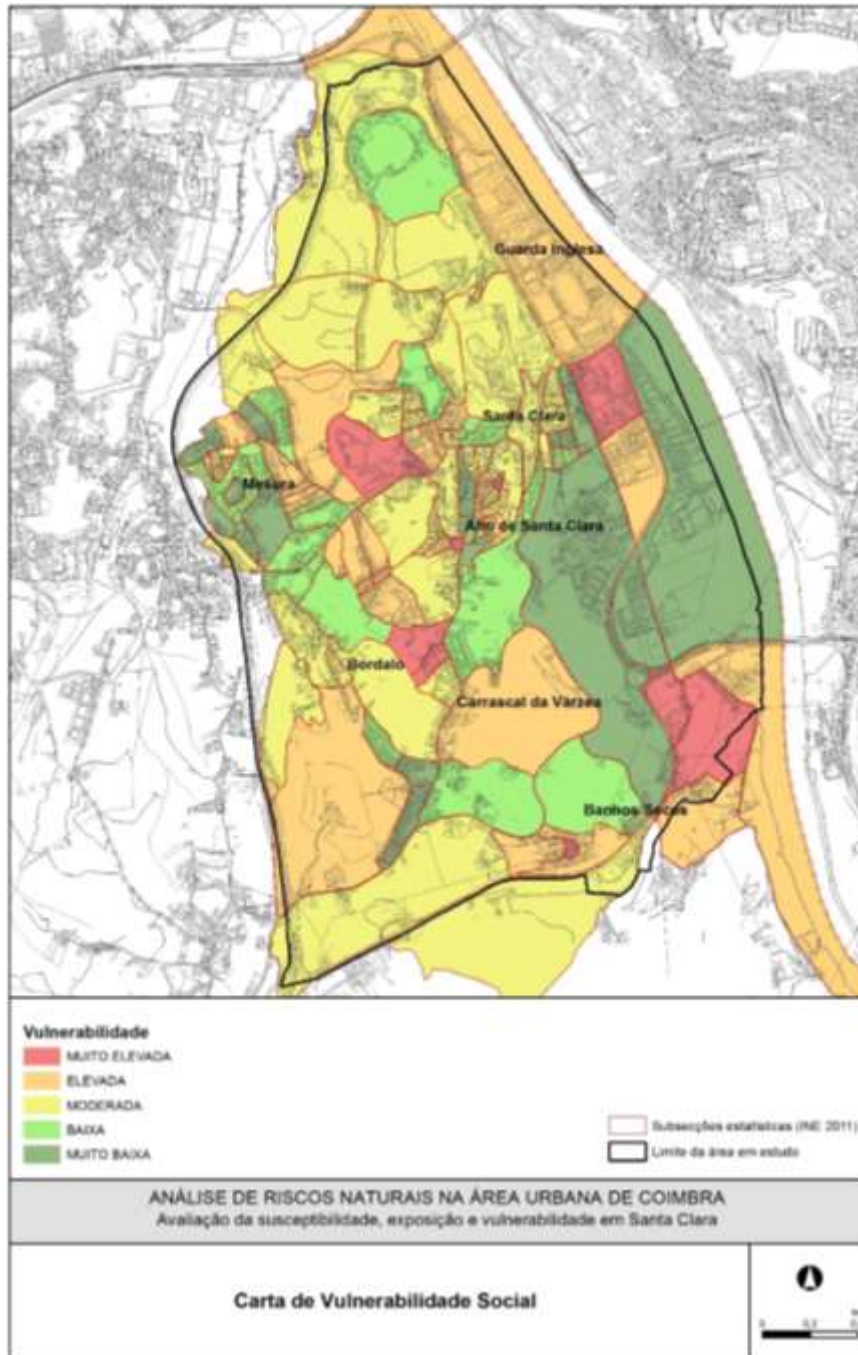 Guarda Inglesa
Santa Clara
Mesura
Alto de Santa Clara
Bordalo
Carrascal da Várzea
Banhos Secos
Vulnerabilidade
MUITO ELEVADA
ELEVADA
MODERADA
BAIXA
MUITO BAIXA
Subsecções estatísticas (INE 2011)
Limite da área em estudo
ANÁLISE DE RISCOS NATURAIS NA ÁREA URBANA DE COIMBRA
Avaliação da susceptibilidade, exposição e vulnerabilidade em Santa Clara
Carta de Vulnerabilidade Social